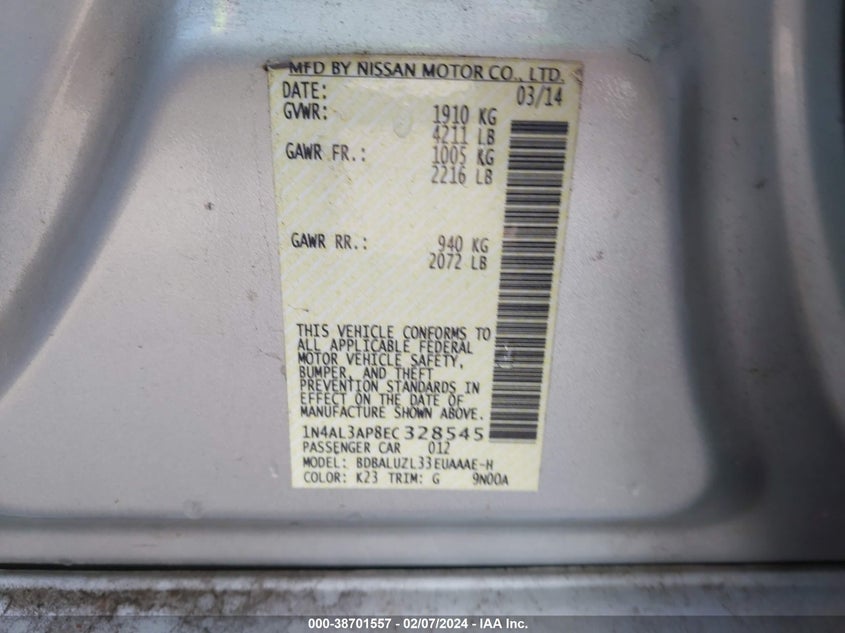 MFD BY NISSAN MOTOR CO., LTD.
DATE: 03/14
GVWR: 1910 KG
4211 LB
GAWR FR.: 1005 KG
2216 LB
GAWR RR.: 940 KG
2072 LB
THIS VEHICLE CONFORMS TO
ALL APPLICABLE FEDERAL
MOTOR VEHICLE SAFETY,
BUMPER, AND THEFT
PREVENTION STANDARDS IN
EFFECT ON THE DATE OF
MANUFACTURE SHOWN ABOVE.
1N4AL3AP8EC 328545
PASSENGER CAR 012
MODEL: BDBALUZL33EUAAAE-H
COLOR: K23 TRIM: G 9N00A
000-38701557 - 02/07/2024 - IAA Inc.